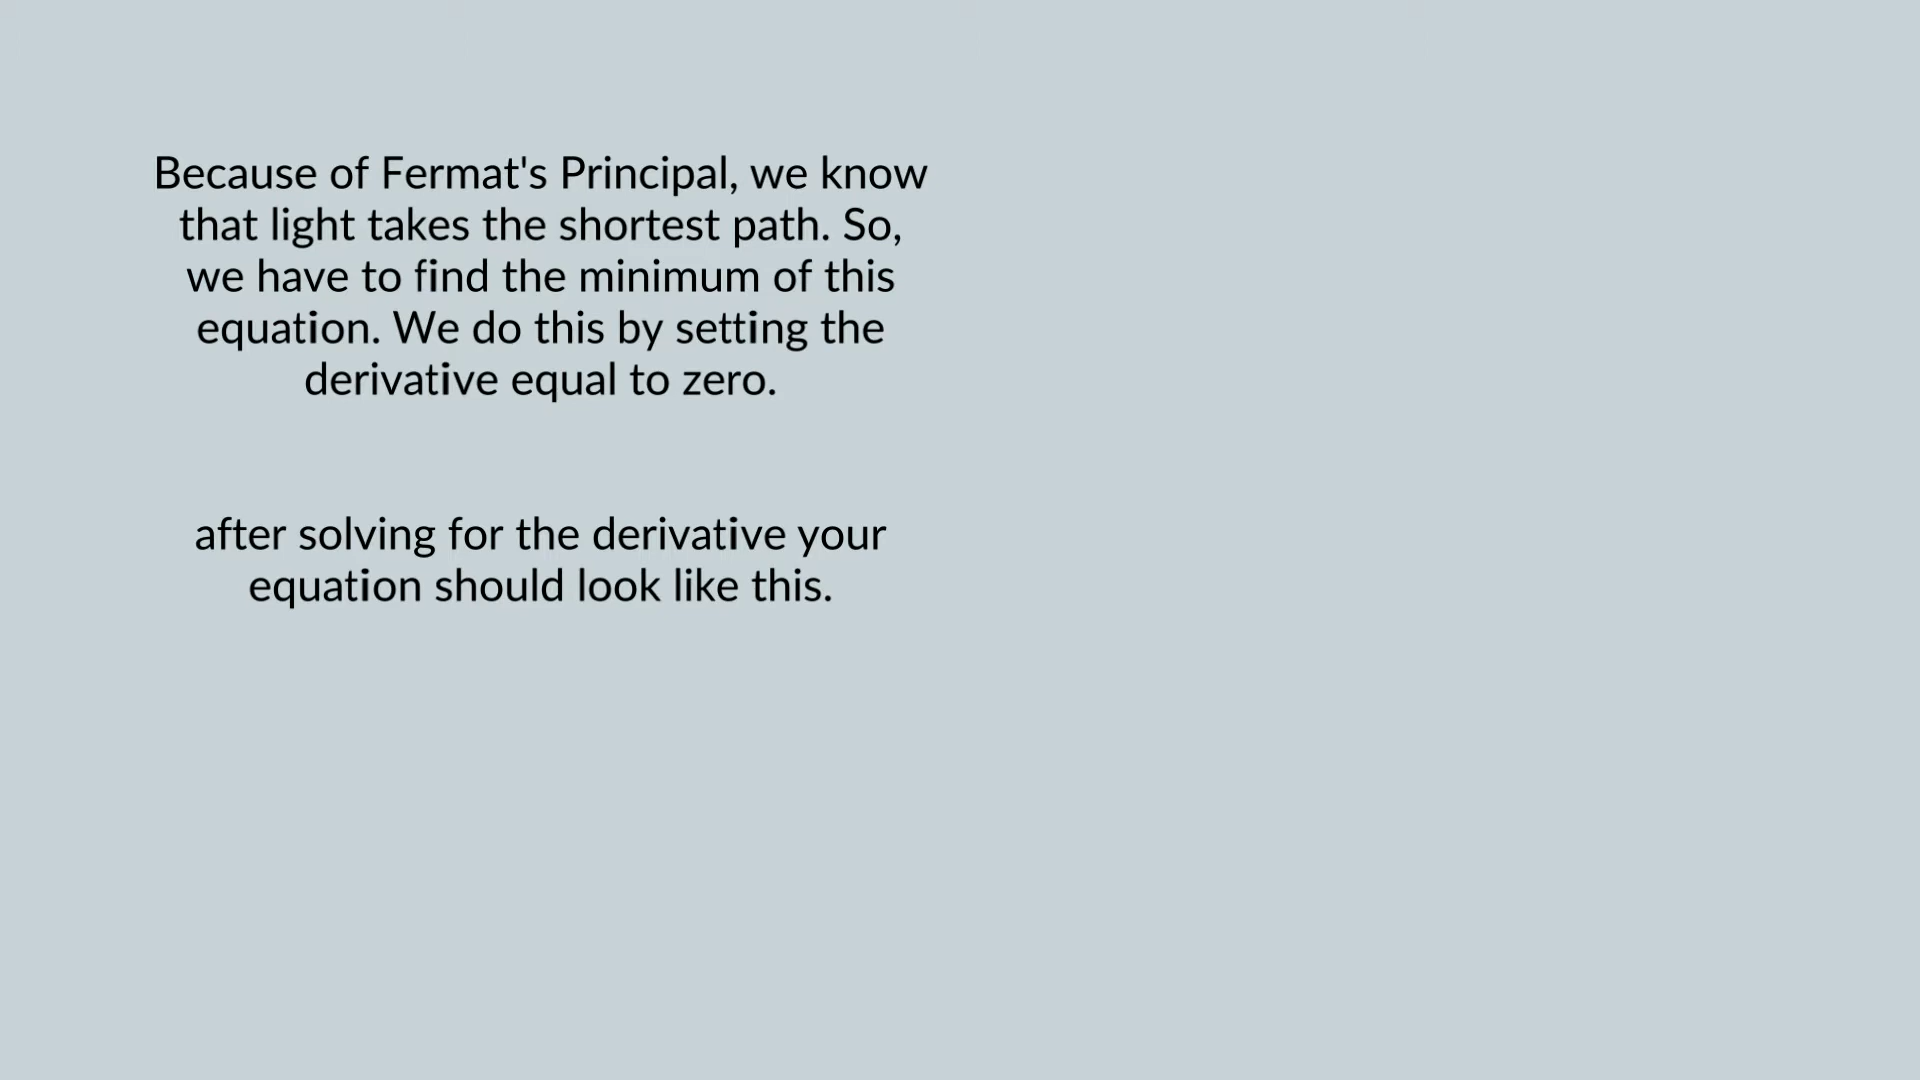 Because of Fermat's Principal, we know
that light takes the shortest path. So,
we have to find the minimum of this
equation. We do this by setting the
derivative equal to zero.
after solving for the derivative your
equation should look like this.